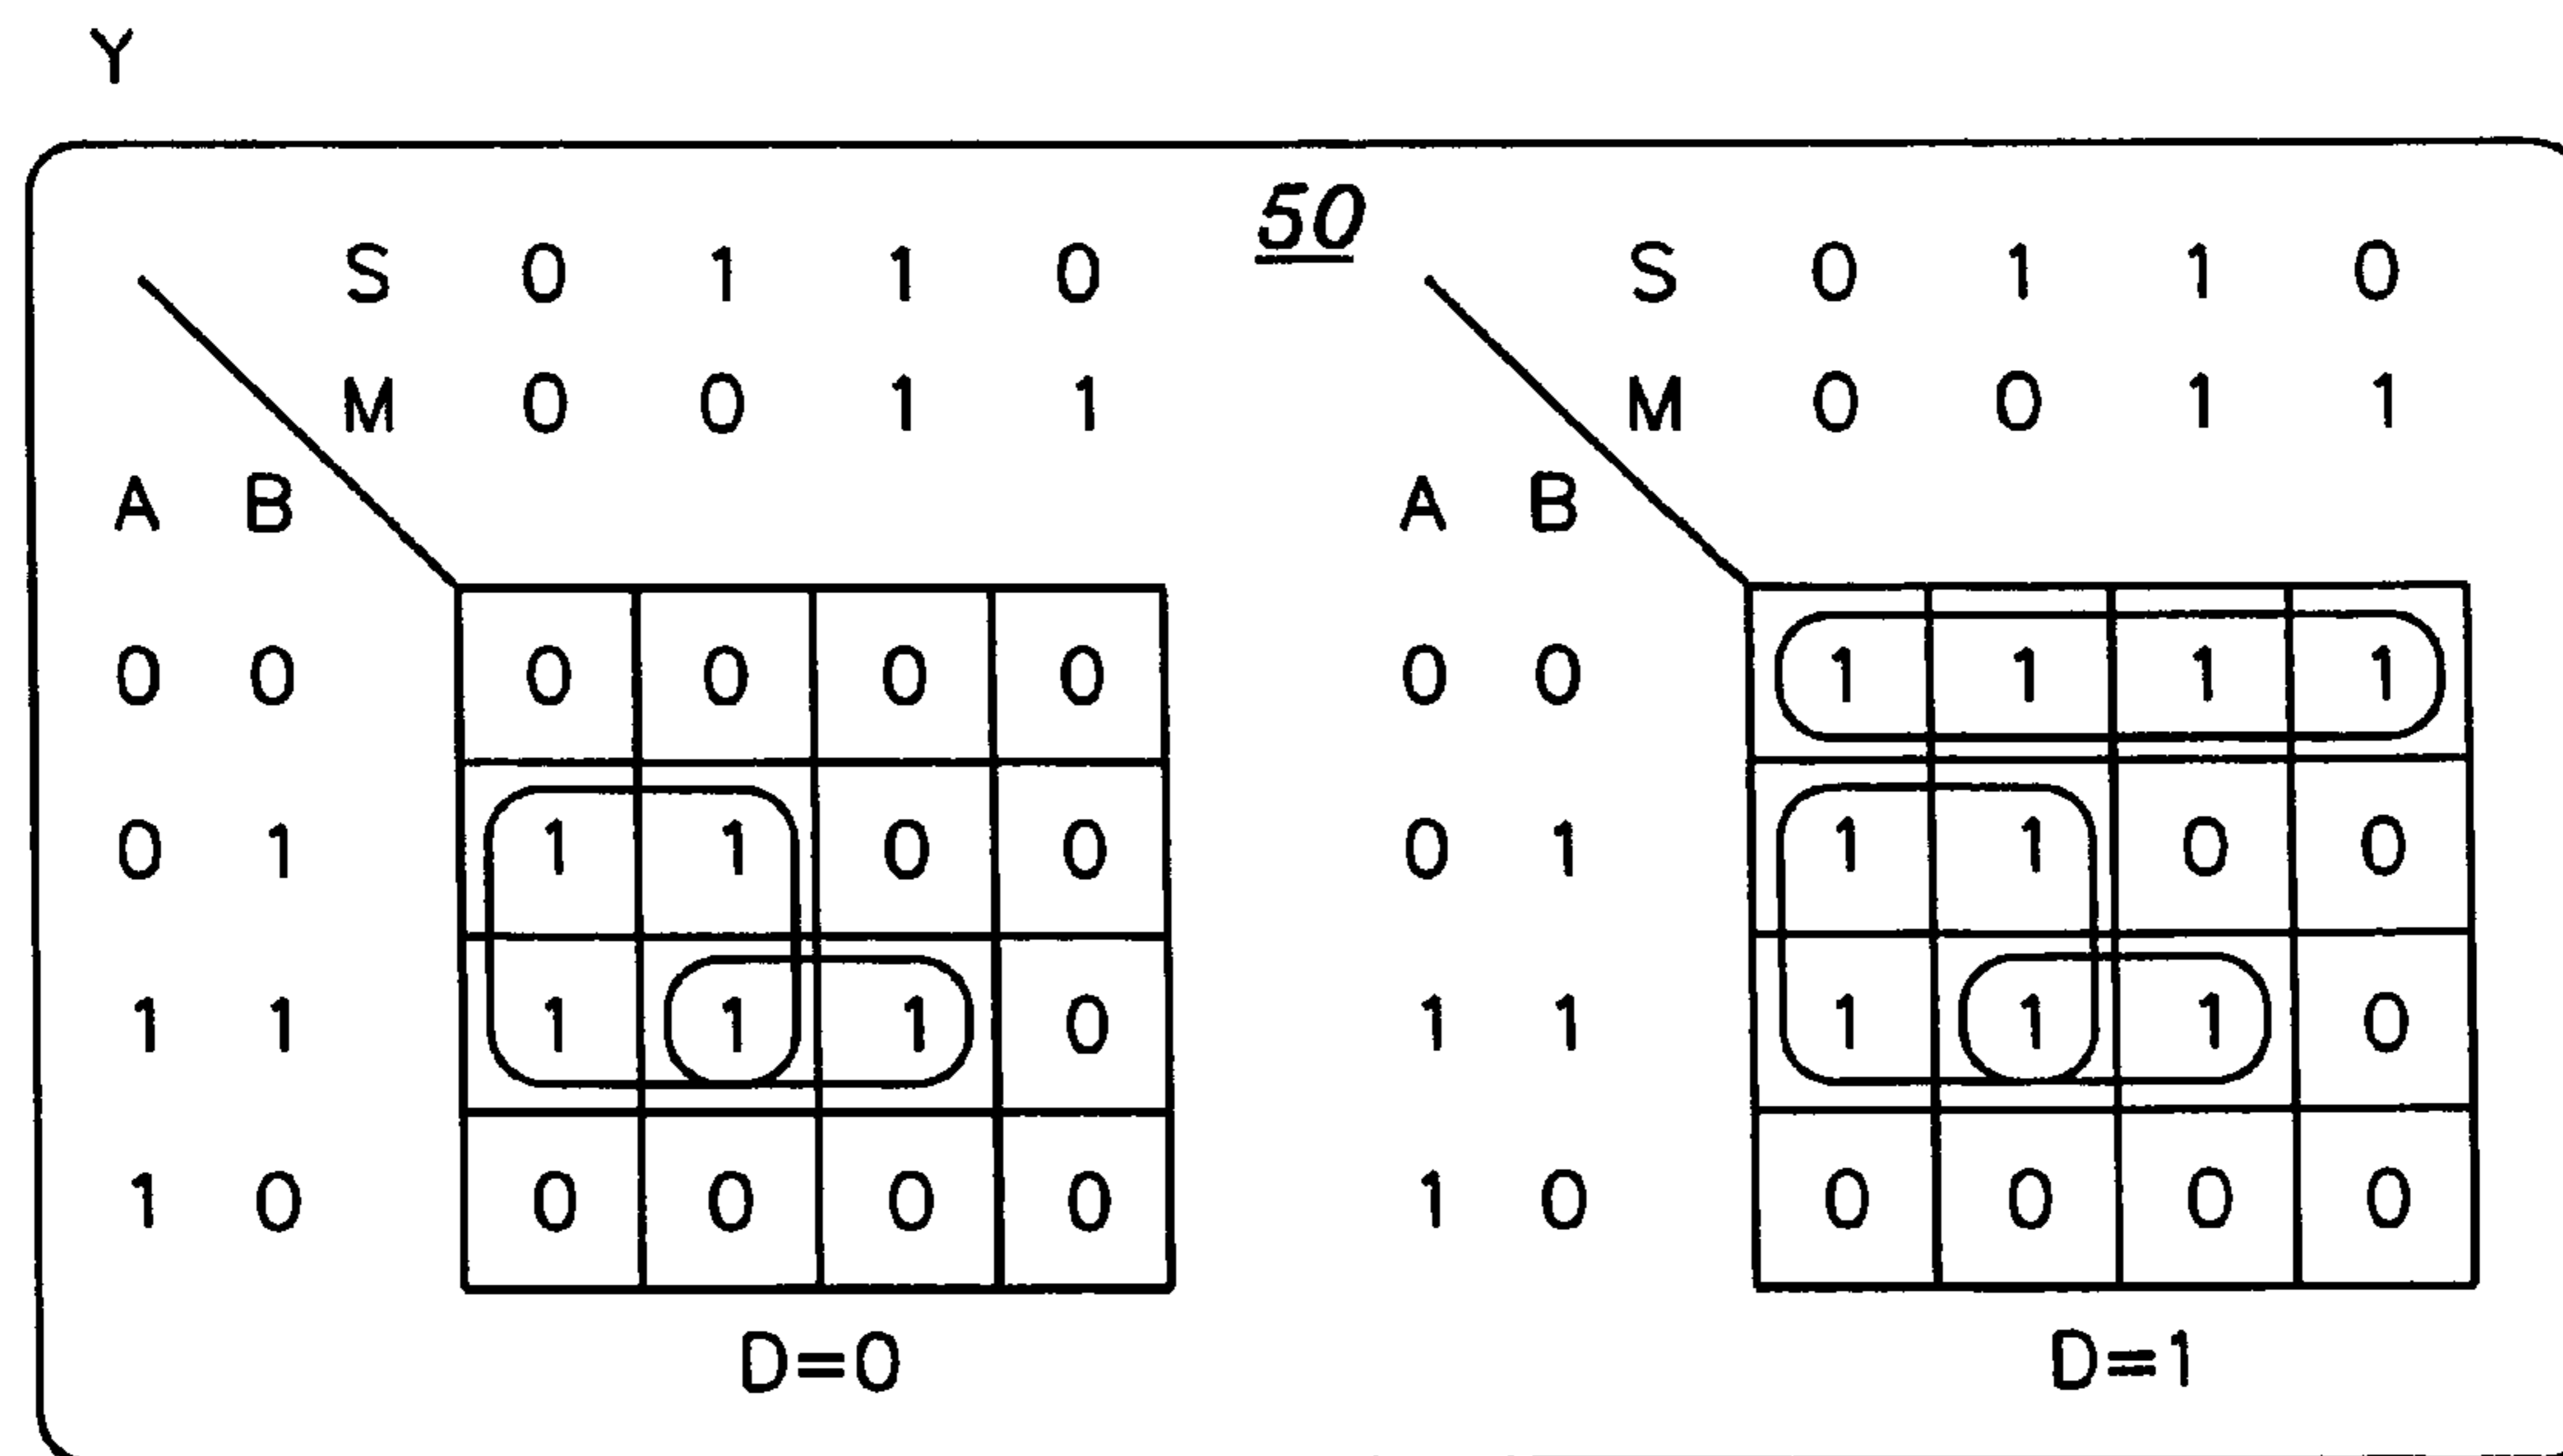 Y
50
S 0 1 1 0 S 0 1 1 0
M 0 0 1 1 M 0 0 1 1
A B A B
0 0 0 0 0 0 0 0 1 1 1 1
0 1 1 1 0 0 0 1 1 1 0 0
1 1 1 1 1 0 1 1 1 1 1 0
1 0 0 0 0 0 1 0 0 0 0 0
D=0 D=1